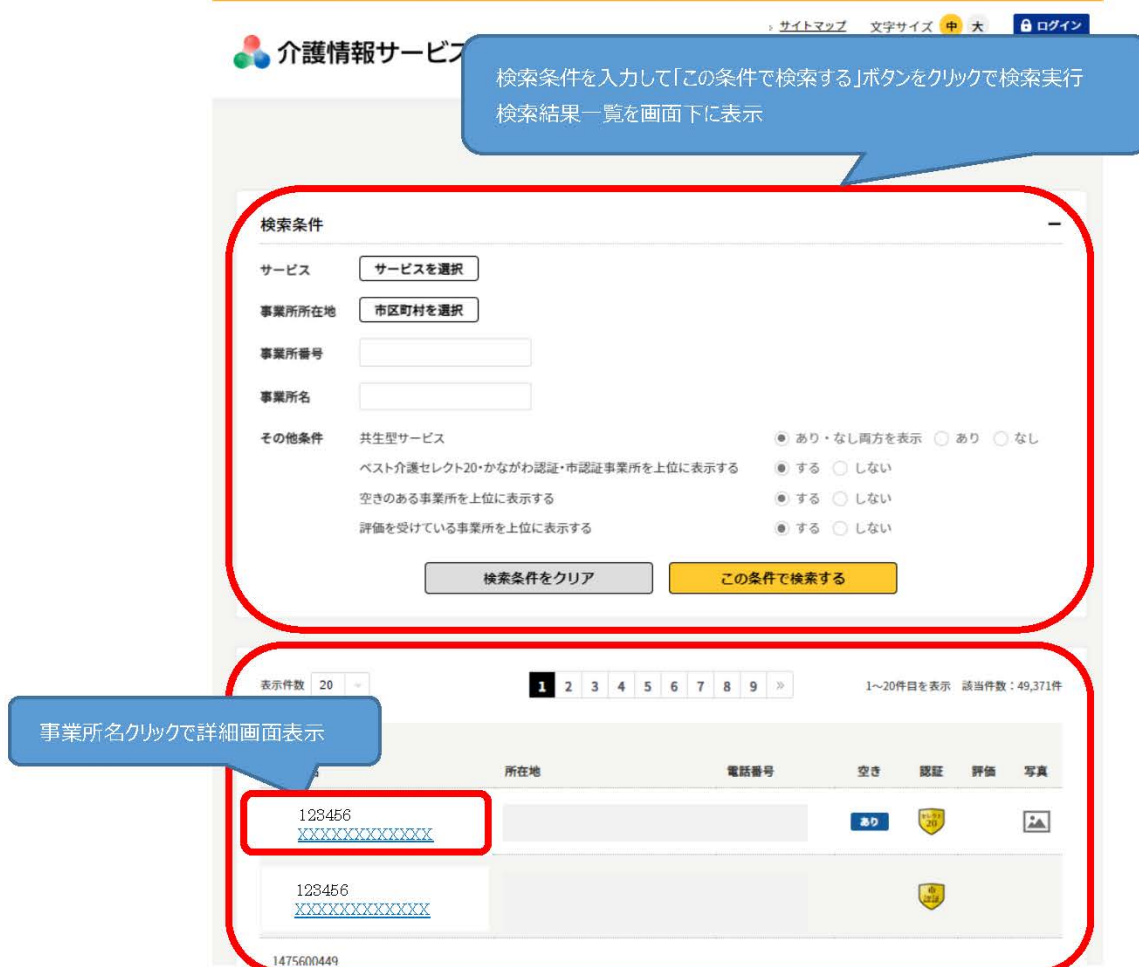 サイトマップ 文字サイズ 中 大 ログイン
介護情報サービス
検索条件を入力して「この条件で検索する」ボタンをクリックで検索実行
検索結果一覧を画面下に表示
検索条件
サービス サービスを選択
事業所所在地 市区町村を選択
事業所番号
事業所名
その他条件 共生型サービス あり・なし両方を表示 あり なし
ベスト介護セレクト20・かながわ認証・市認証事業所を上位に表示する する しない
空きのある事業所を上位に表示する する しない
評価を受けている事業所を上位に表示する する しない
検索条件をクリア この条件で検索する
表示件数 20 1 2 3 4 5 6 7 8 9 » 1～20件目を表示 該当件数：49,371件
事業所名クリックで詳細画面表示
所在地 電話番号 空き 認証 評価 写真
123456
XXXXXXXXXXXX あり 20
123456
XXXXXXXXXXXX
1475600449